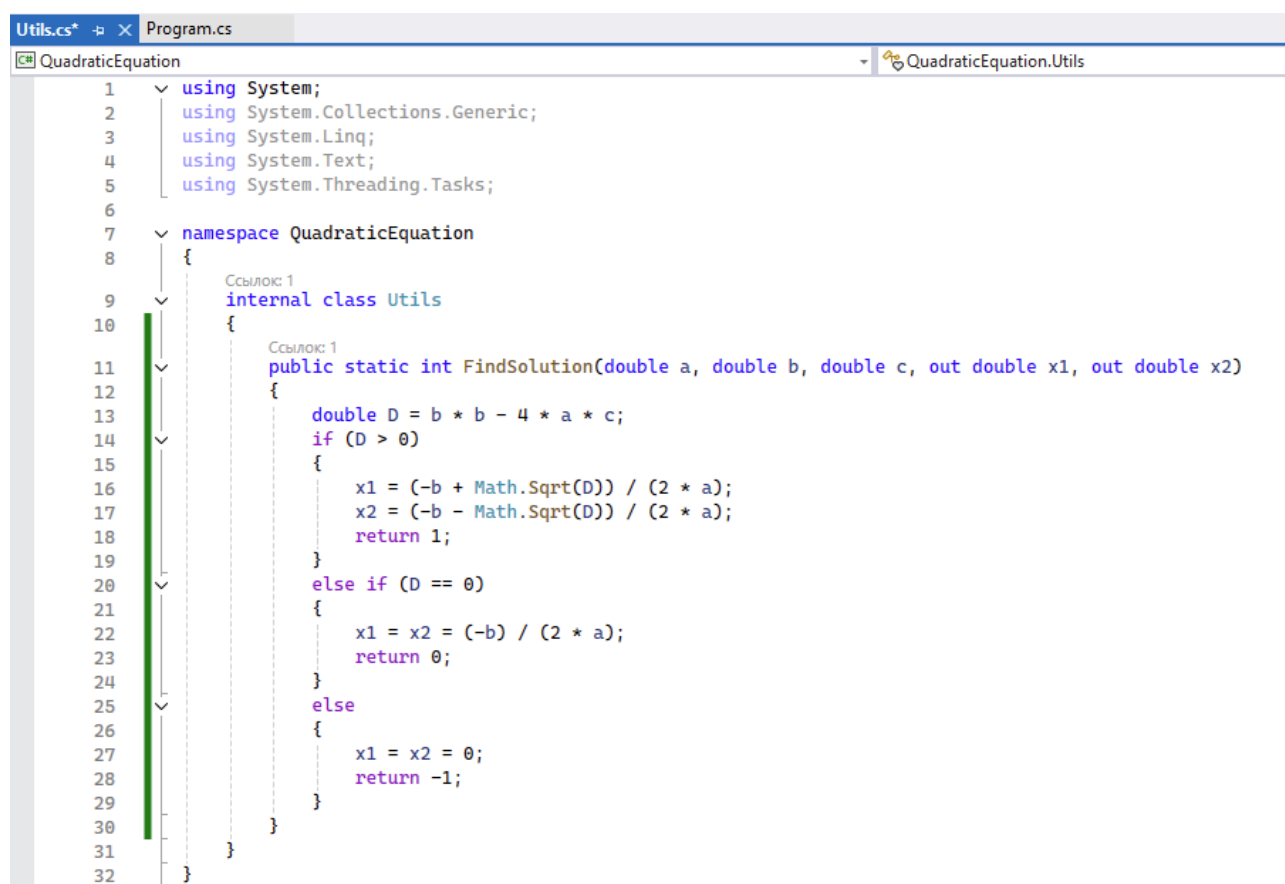 Utils.cs* Program.cs
QuadraticEquation QuadraticEquation.Utils
1 using System;
2 using System.Collections.Generic;
3 using System.Linq;
4 using System.Text;
5 using System.Threading.Tasks;
6
7 namespace QuadraticEquation
8 {
Ссылок: 1
9 internal class Utils
10 {
Ссылок: 1
11 public static int FindSolution(double a, double b, double c, out double x1, out double x2)
12 {
13 double D = b * b - 4 * a * c;
14 if (D > 0)
15 {
16 x1 = (-b + Math.Sqrt(D)) / (2 * a);
17 x2 = (-b - Math.Sqrt(D)) / (2 * a);
18 return 1;
19 }
20 else if (D == 0)
21 {
22 x1 = x2 = (-b) / (2 * a);
23 return 0;
24 }
25 else
26 {
27 x1 = x2 = 0;
28 return -1;
29 }
30 }
31 }
32 }